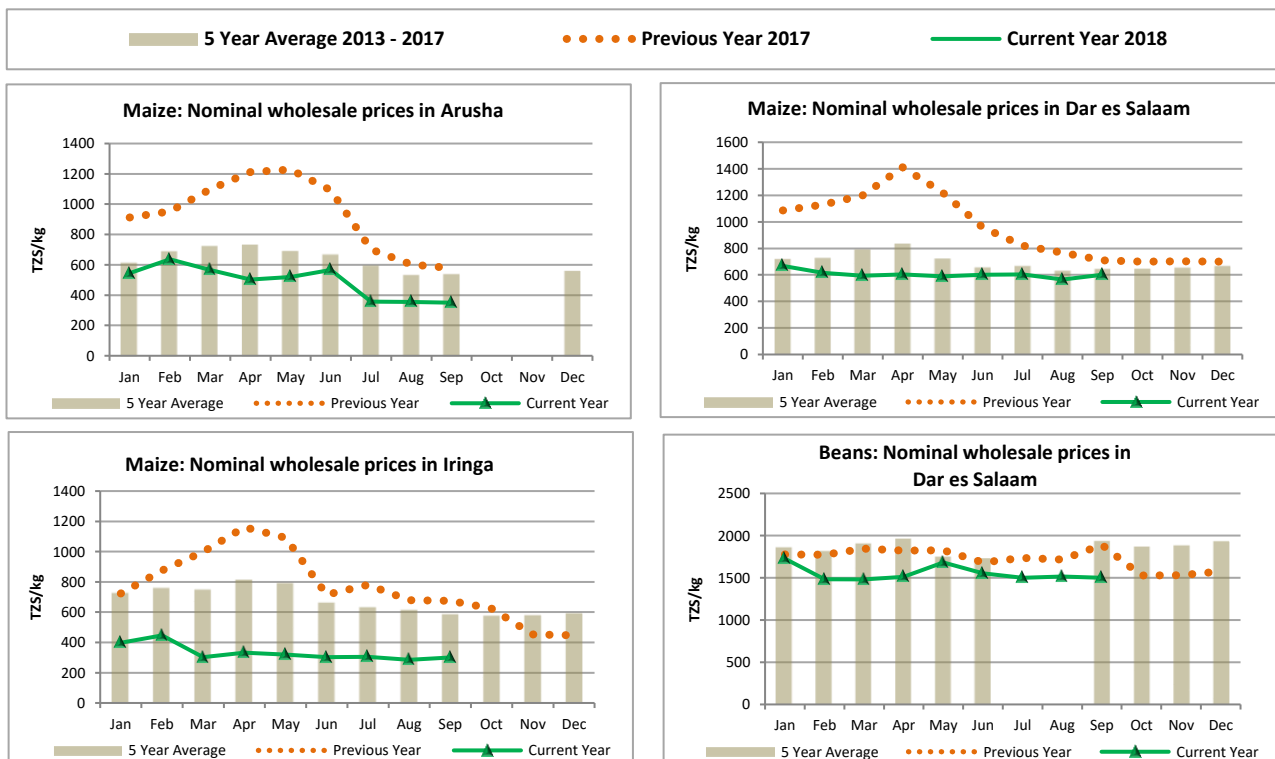 5 Year Average 2013 - 2017 Previous Year 2017 Current Year 2018
Maize: Nominal wholesale prices in Arusha
TZS/kg
1400
1200
1000
800
600
400
200
0
Jan Feb Mar Apr May Jun Jul Aug Sep Oct Nov Dec
5 Year Average Previous Year Current Year
Maize: Nominal wholesale prices in Dar es Salaam
TZS/kg
1600
1400
1200
1000
800
600
400
200
0
Jan Feb Mar Apr May Jun Jul Aug Sep Oct Nov Dec
5 Year Average Previous Year Current Year
Maize: Nominal wholesale prices in Iringa
TZS/kg
1400
1200
1000
800
600
400
200
0
Jan Feb Mar Apr May Jun Jul Aug Sep Oct Nov Dec
5 Year Average Previous Year Current Year
Beans: Nominal wholesale prices in
Dar es Salaam
TZS/kg
2500
2000
1500
1000
500
0
Jan Feb Mar Apr May Jun Jul Aug Sep Oct Nov Dec
5 Year Average Previous Year Current Year